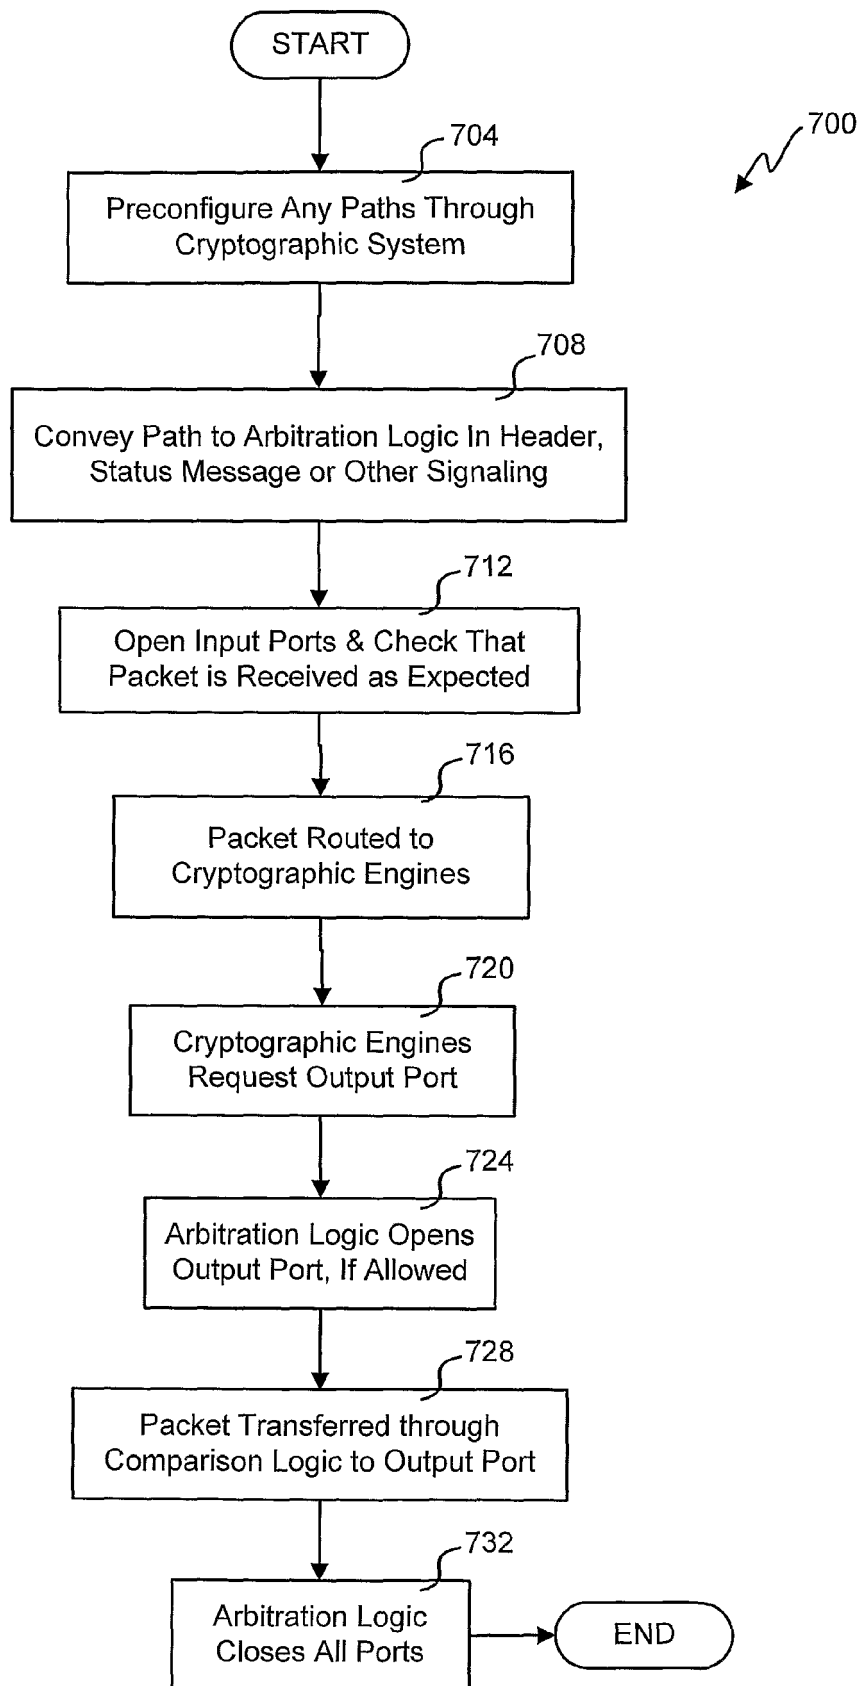 START
700
704
Preconfigure Any Paths Through
Cryptographic System
708
Convey Path to Arbitration Logic In Header,
Status Message or Other Signaling
712
Open Input Ports & Check That
Packet is Received as Expected
716
Packet Routed to
Cryptographic Engines
720
Cryptographic Engines
Request Output Port
724
Arbitration Logic Opens
Output Port, If Allowed
728
Packet Transferred through
Comparison Logic to Output Port
732
Arbitration Logic
Closes All Ports
END